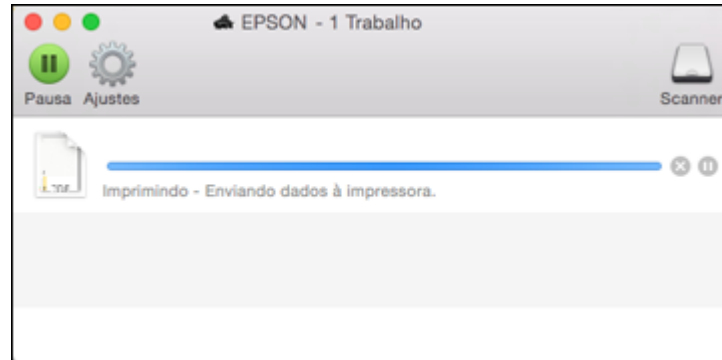 EPSON - 1 Trabalho
Pausa Ajustes
Scanner
Imprimindo - Enviando dados à impressora.